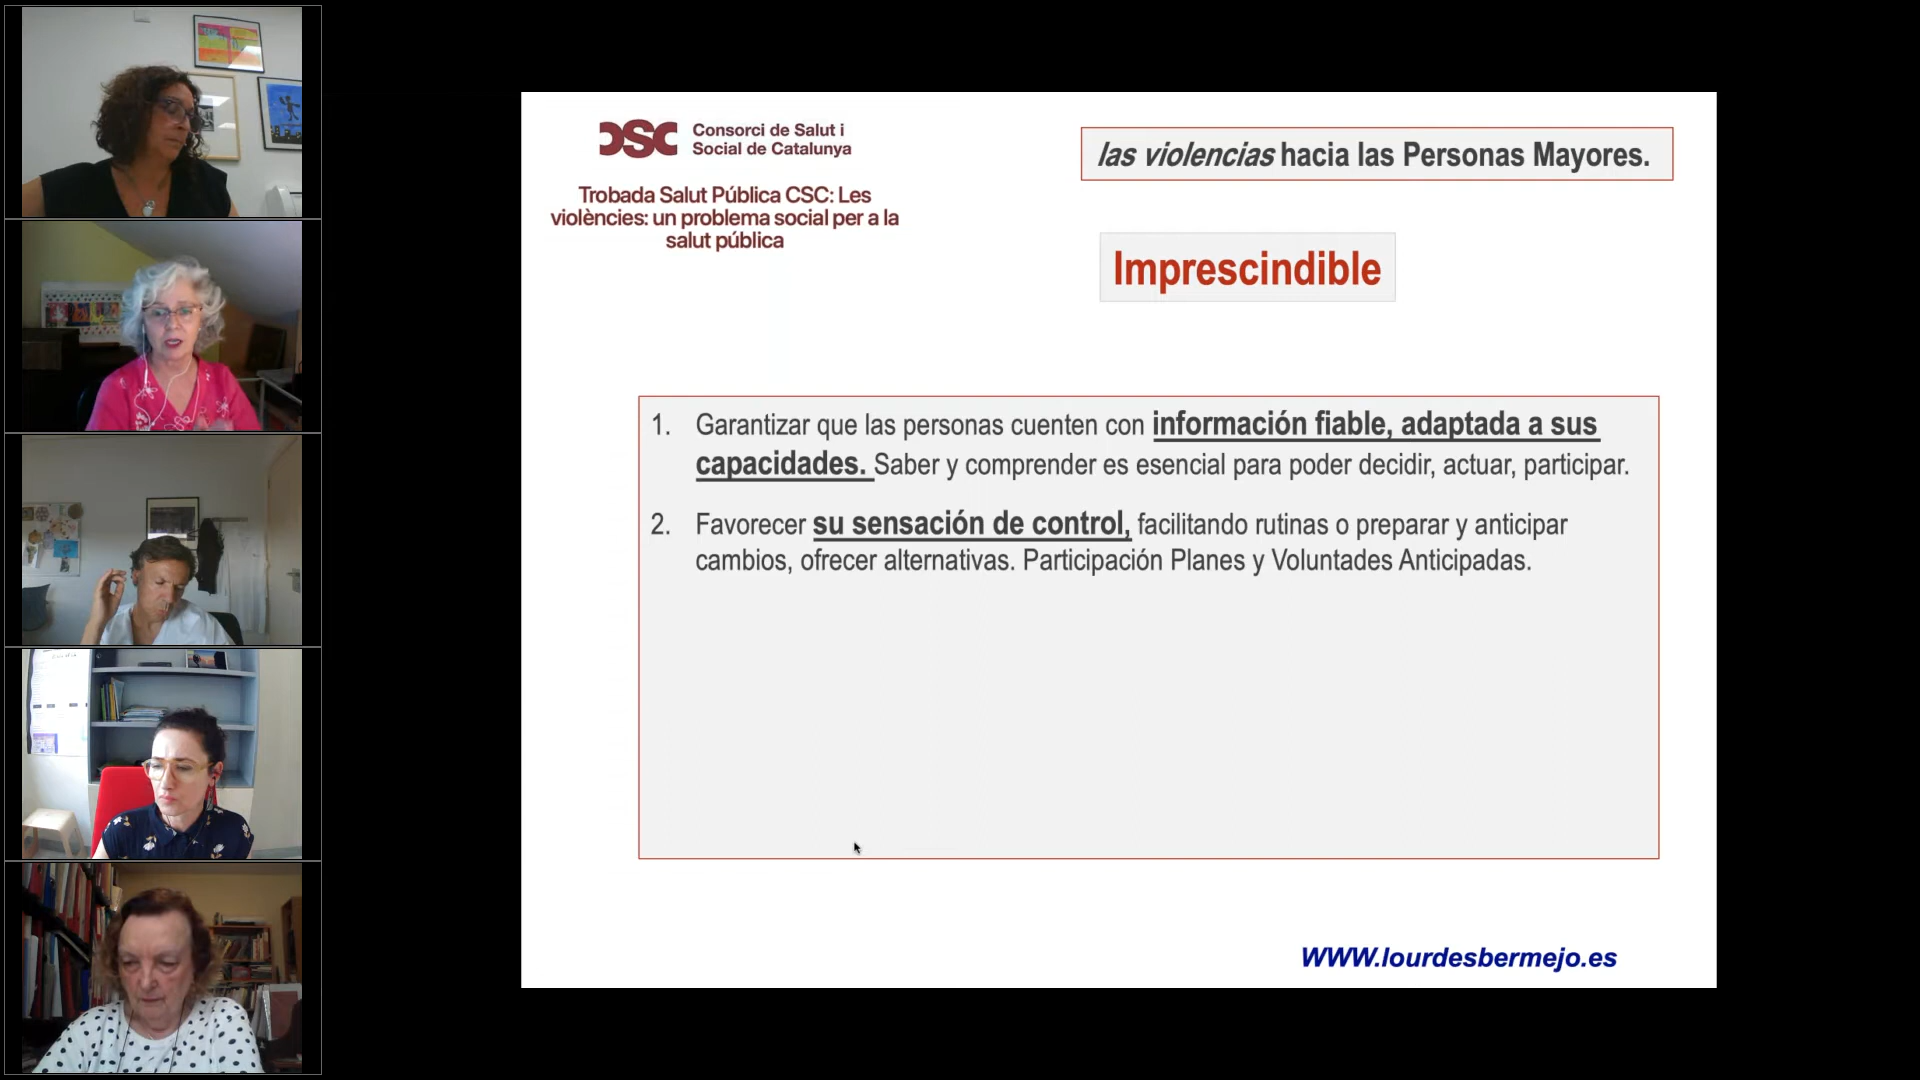 CSC Consorci de Salut i
Social de Catalunya
Trobada Salut Pública CSC: Les
violències: un problema social per a la
salut pública
las violencias hacia las Personas Mayores.
Imprescindible
1. Garantizar que las personas cuenten con información fiable, adaptada a sus
capacidades. Saber y comprender es esencial para poder decidir, actuar, participar.
2. Favorecer su sensación de control, facilitando rutinas o preparar y anticipar
cambios, ofrecer alternativas. Participación Planes y Voluntades Anticipadas.
WWW.lourdesbermejo.es